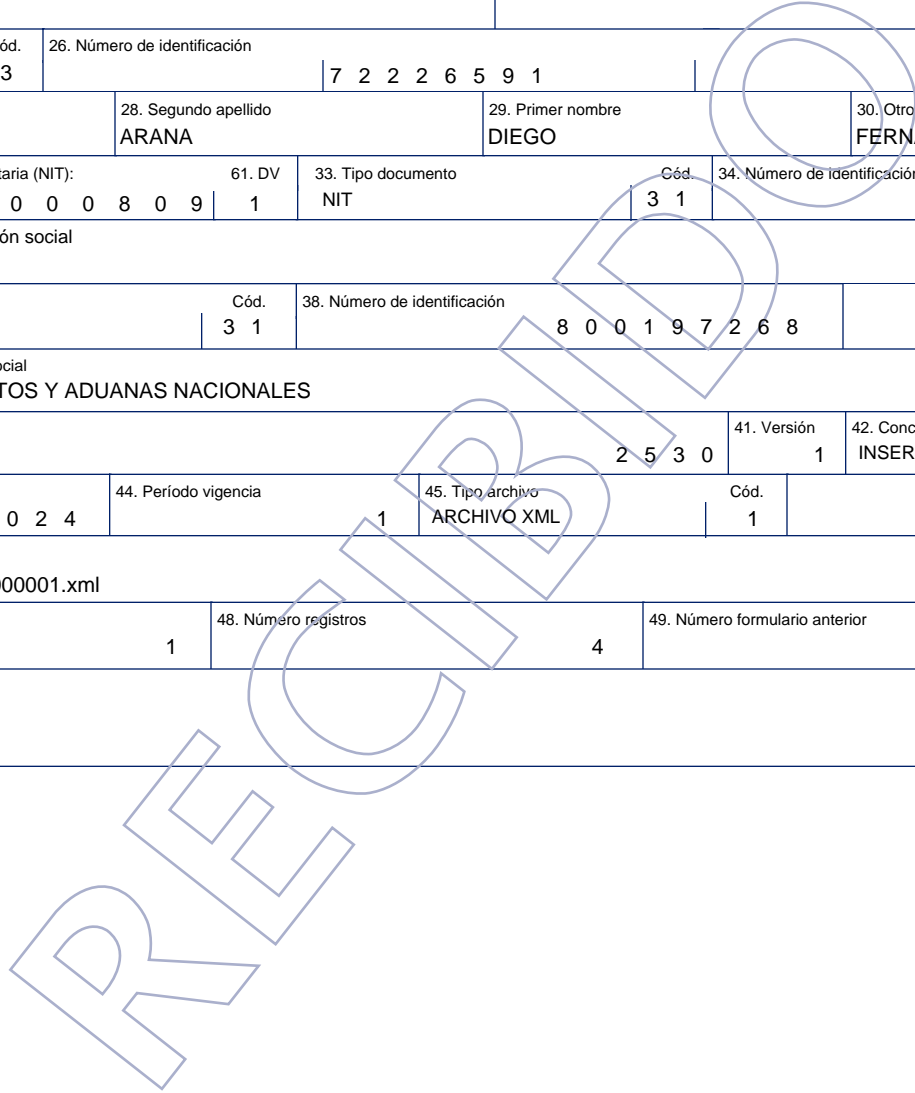 ód. 26. Número de identificación
3 7 2 2 2 6 5 9 1
28. Segundo apellido 29. Primer nombre 30. Otro
ARANA DIEGO FERNA
taria (NIT): 61. DV 33. Tipo documento Cód. 34. Número de identificación
0 0 0 8 0 9 1 NIT 3 1
ón social
Cód. 38. Número de identificación
3 1 8 0 0 1 9 7 2 6 8
ocial
TOS Y ADUANAS NACIONALES
41. Versión 42. Conc
2 5 3 0 1 INSER
44. Período vigencia 45. Tipo archivo Cód.
0 2 4 1 ARCHIVO XML 1
000001.xml
48. Número registros 49. Número formulario anterior
1 4
RECIBIDO